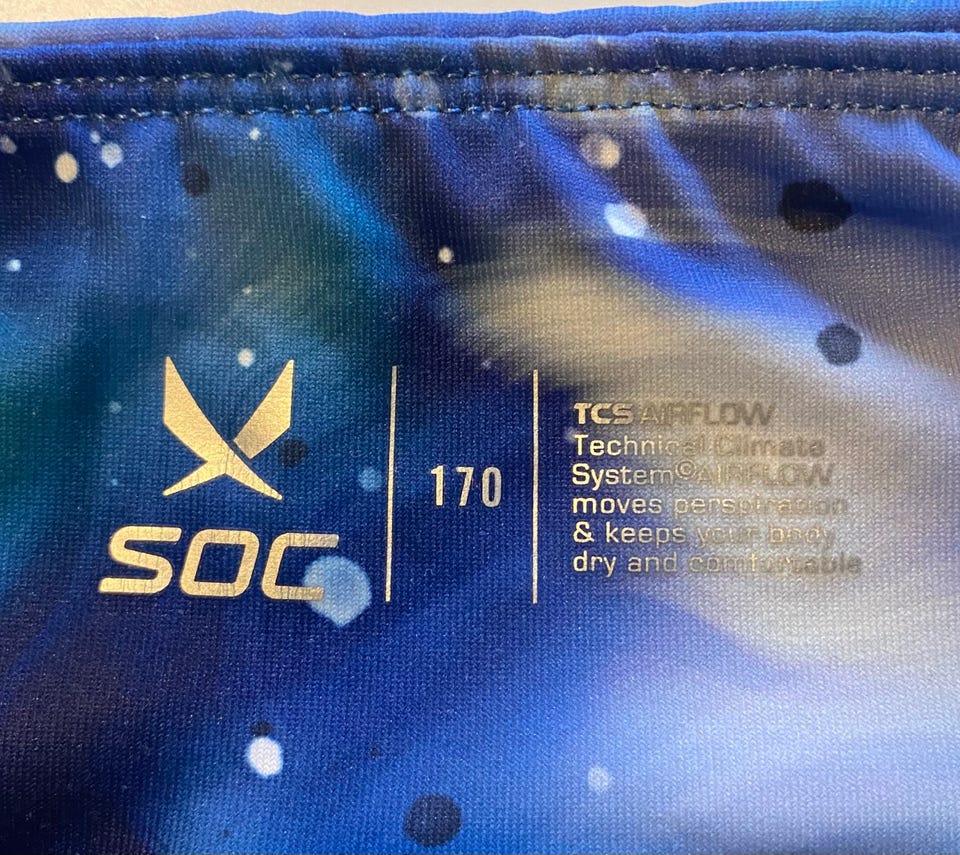 SOC
170
TCS AIRFLOW
Technical Climate
System©AIRFLOW
moves perspiration
& keeps your body
dry and comfortable